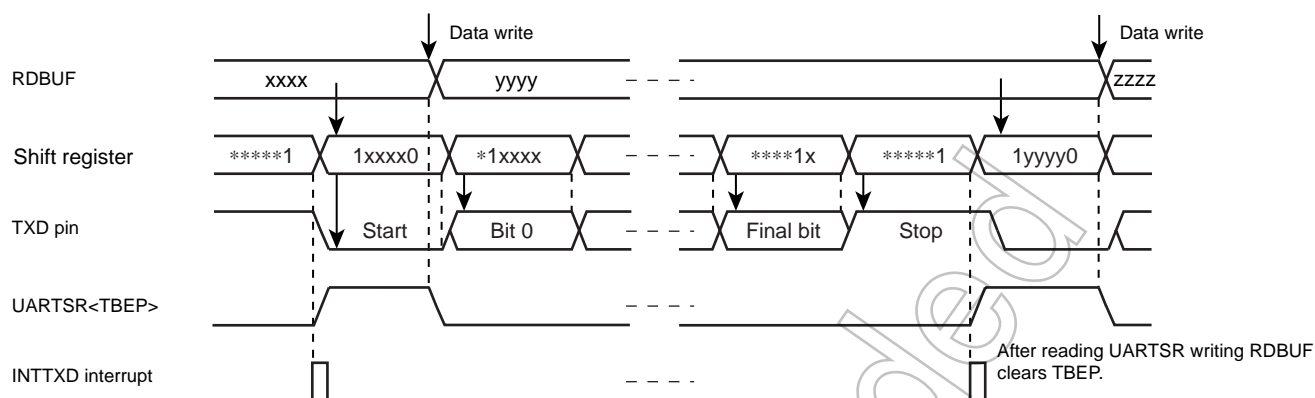 Data write
Data write
RDBUF
xxxx
yyyy
zzzz
Shift register
*****1
1xxxx0
*1xxxx
****1x
*****1
1yyyy0
TXD pin
Start
Bit 0
Final bit
Stop
UARTSR<TBEP>
After reading UARTSR writing RDBUF
clears TBEP.
INTTXD interrupt